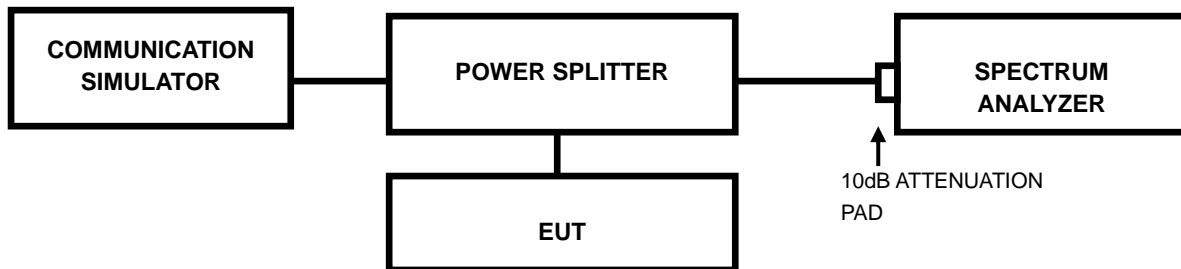 COMMUNICATION
SIMULATOR
POWER SPLITTER
SPECTRUM
ANALYZER
10dB ATTENUATION
PAD
EUT